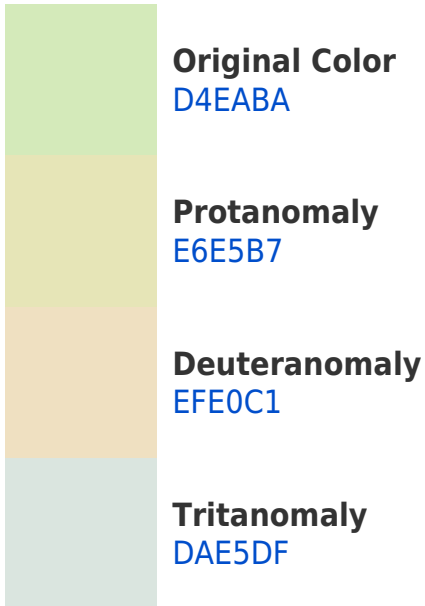 Original Color
D4EABA
Protanomaly
E6E5B7
Deuteranomaly
EFE0C1
Tritanomaly
DAE5DF